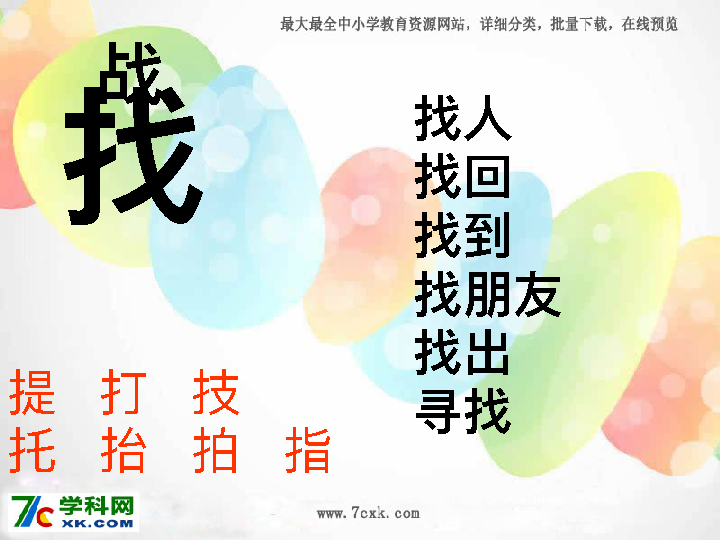 最大最全中小学教育资源网站，详细分类，批量下载，在线预览
战
找
找人
找回
找到
找朋友
找出
寻找
提 打 技
托 抬 拍 指
7c 学科网
XK.COM
www.7cxk.com